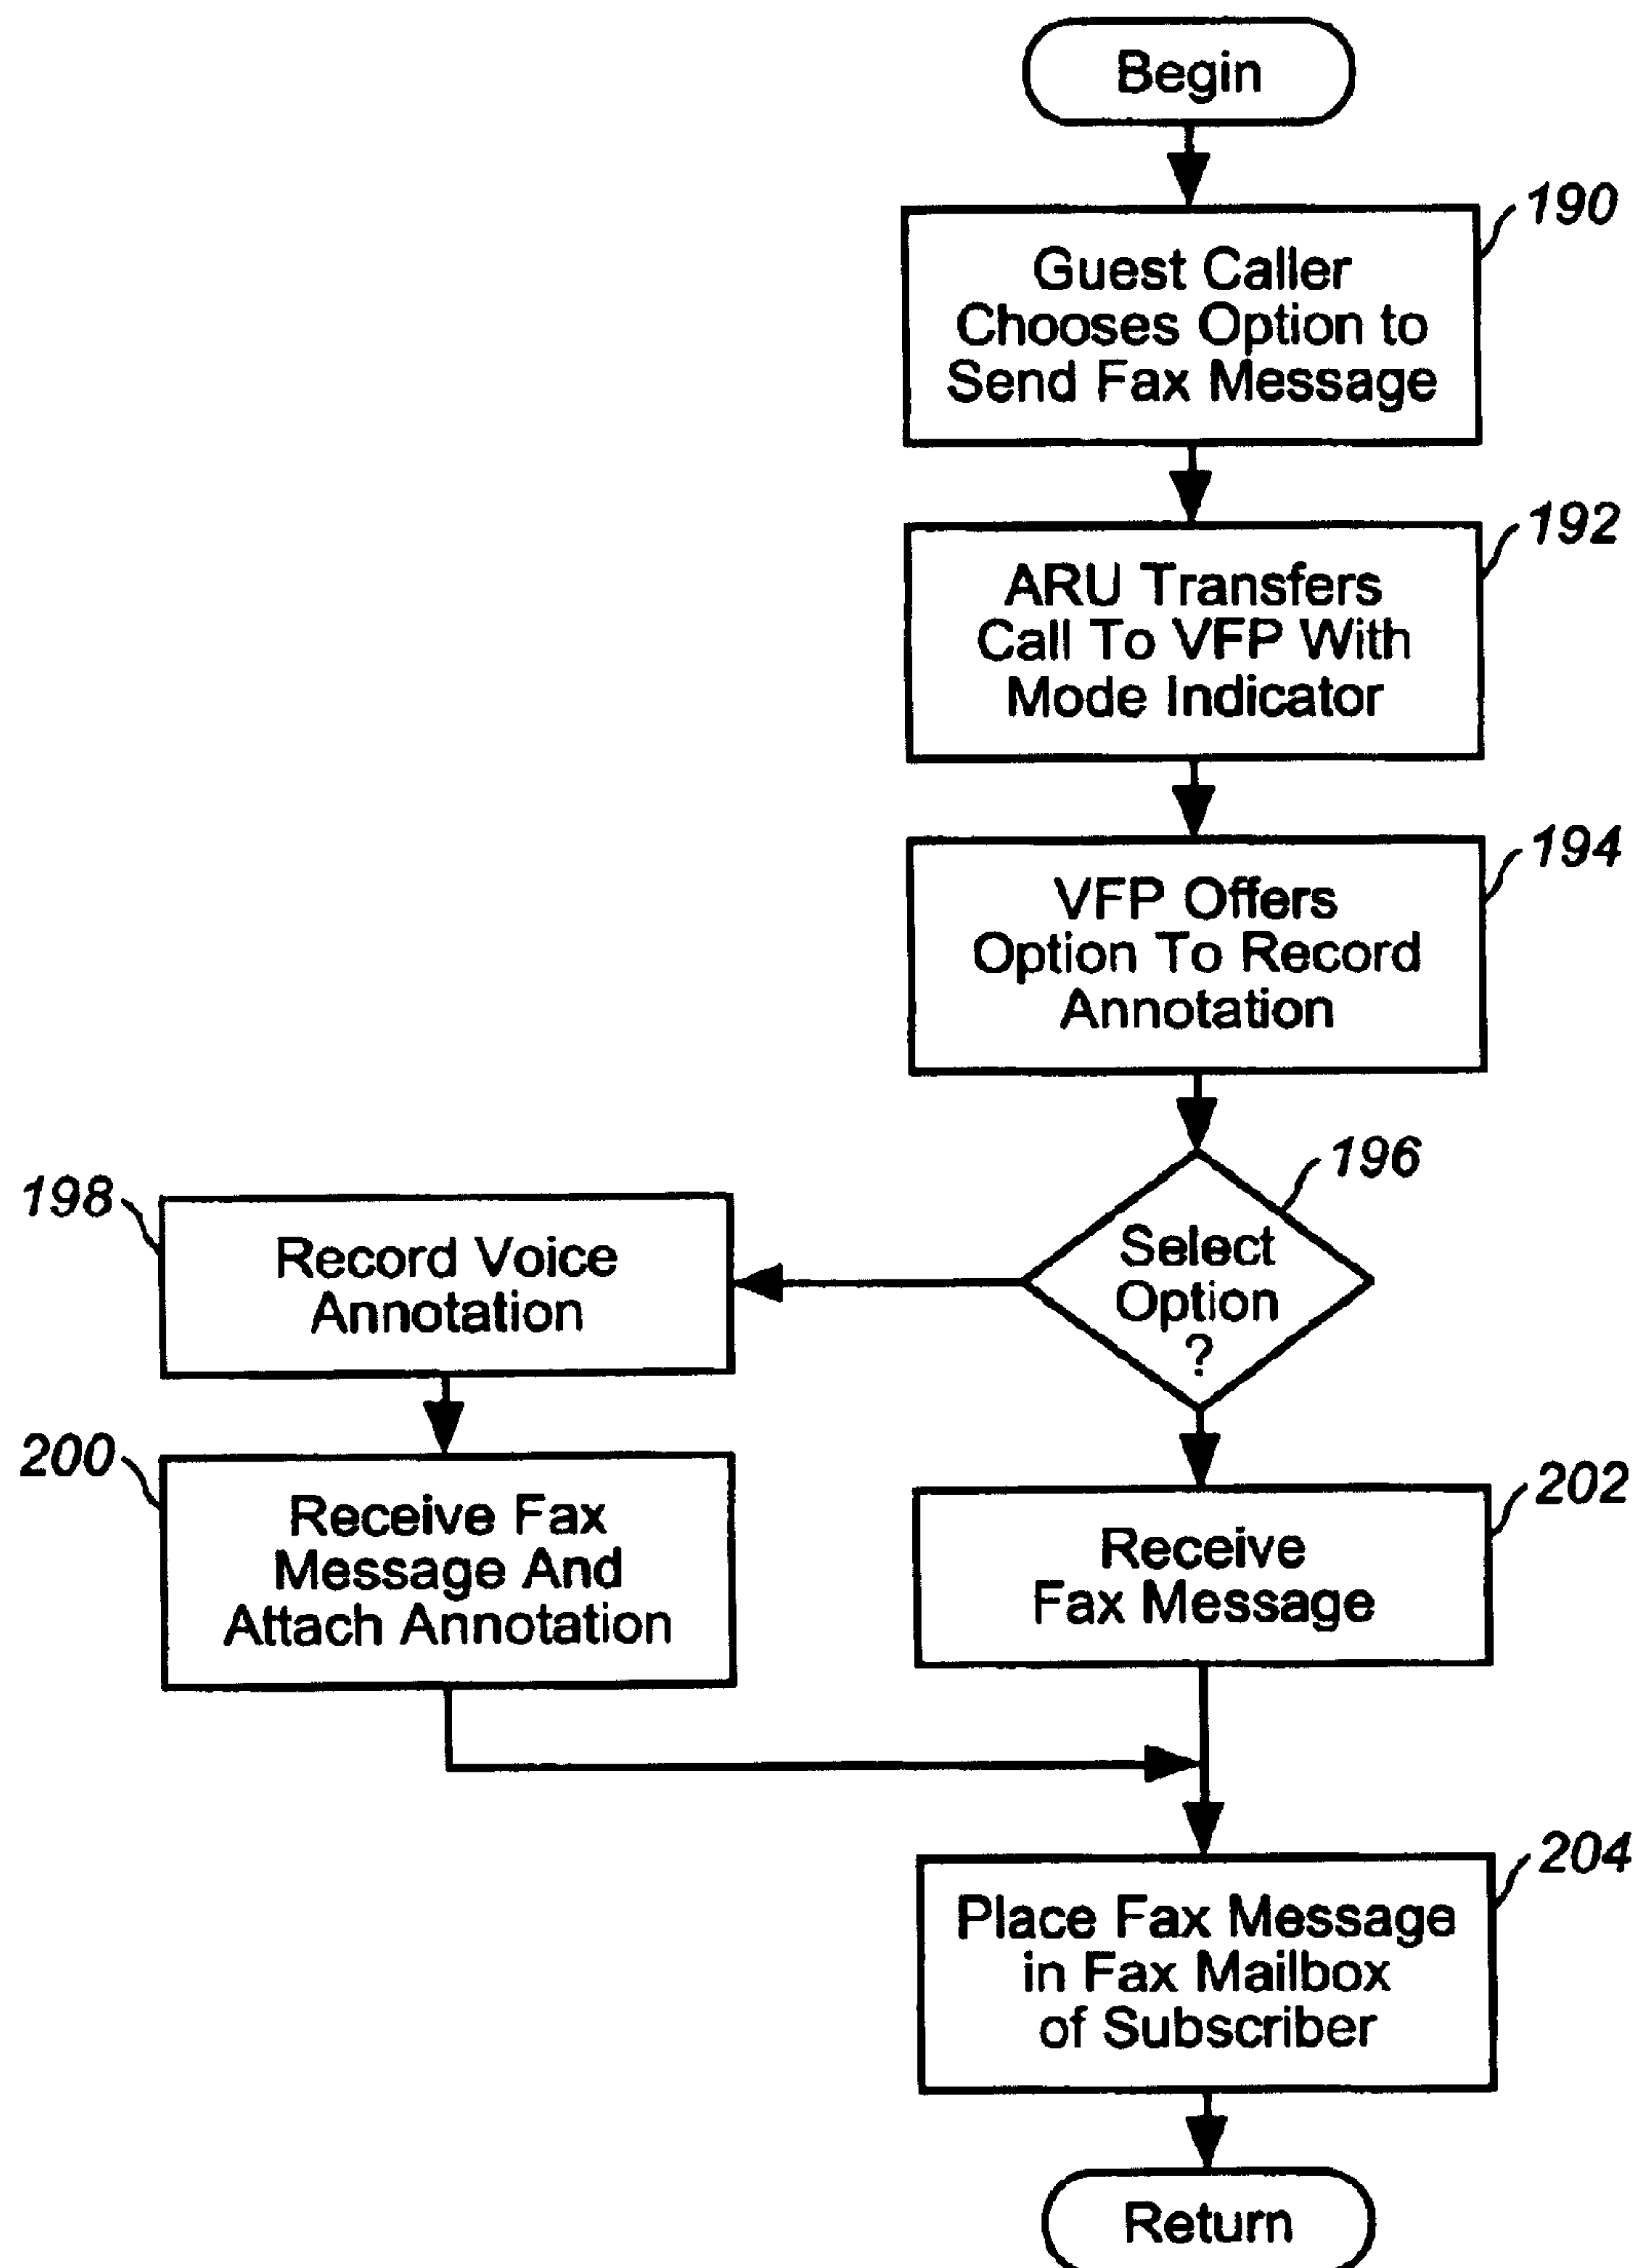 Begin
190
Guest Caller
Chooses Option to
Send Fax Message
192
ARU Transfers
Call To VFP With
Mode Indicator
194
VFP Offers
Option To Record
Annotation
196
Select
Option
?
198
Record Voice
Annotation
200
Receive Fax
Message And
Attach Annotation
202
Receive
Fax Message
204
Place Fax Message
in Fax Mailbox
of Subscriber
Return